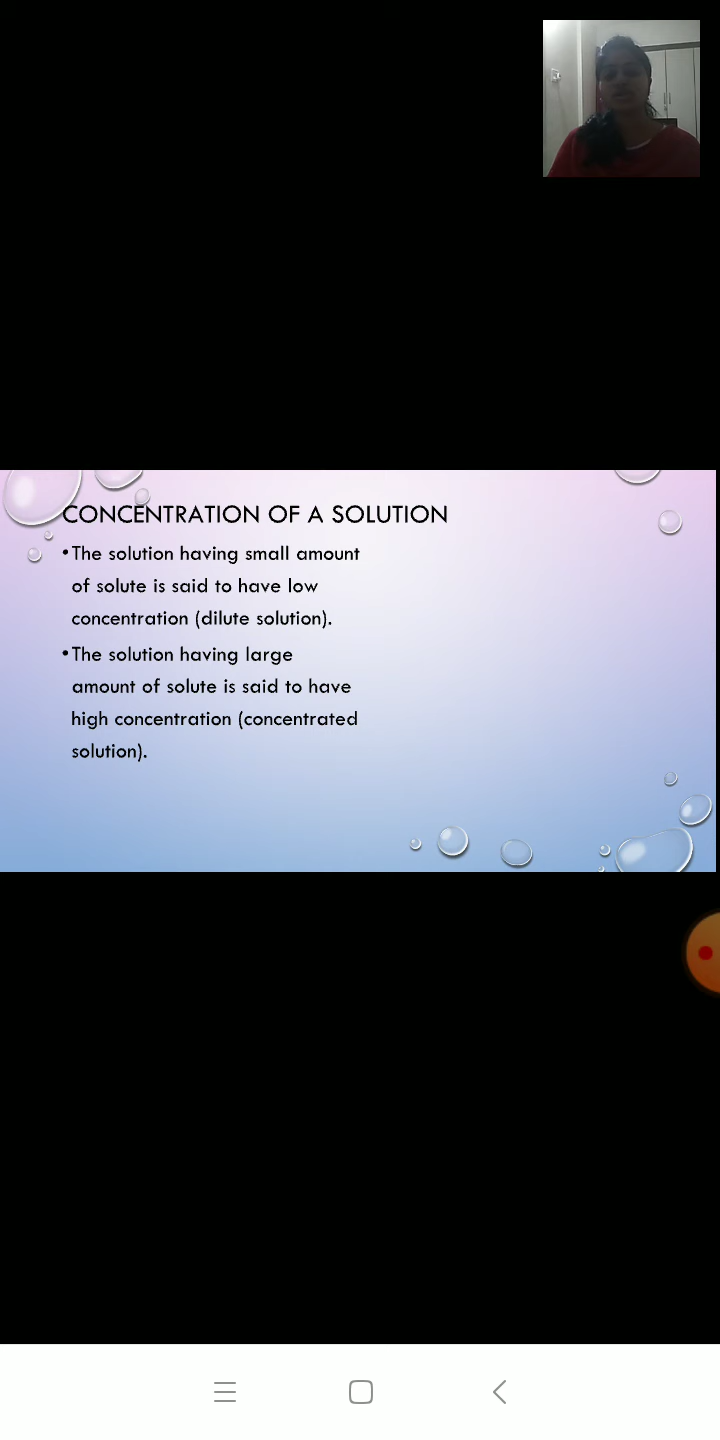 CONCENTRATION OF A SOLUTION
•The solution having small amount
of solute is said to have low
concentration (dilute solution).
•The solution having large
amount of solute is said to have
high concentration (concentrated
solution).